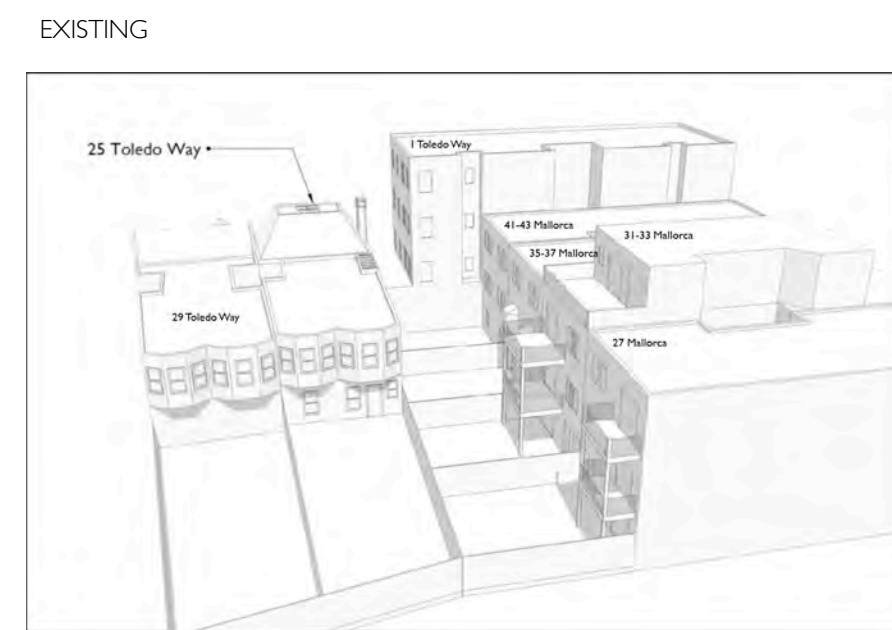 EXISTING
25 Toledo Way
1 Toledo Way
41-43 Mallorca
31-33 Mallorca
35-37 Mallorca
29 Toledo Way
27 Mallorca